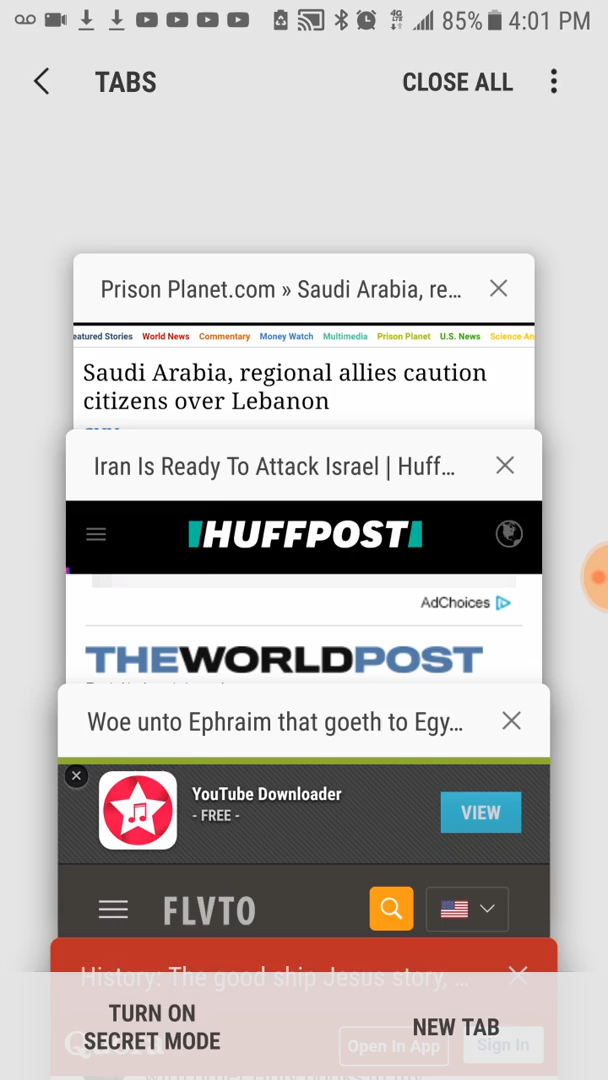 85% 4:01 PM
TABS
CLOSE ALL
Prison Planet.com » Saudi Arabia, re...
eatured Stories World News Commentary Money Watch Multimedia Prison Planet U.S. News Science An
Saudi Arabia, regional allies caution
citizens over Lebanon
Iran Is Ready To Attack Israel | Huff...
HUFFPOST
AdChoices
THEWORLDPOST
Woe unto Ephraim that goeth to Egy...
YouTube Downloader
- FREE -
VIEW
FLVTO
History: The good ship Jesus story, ...
TURN ON
SECRET MODE
NEW TAB
Quora
Open In App
Sign In